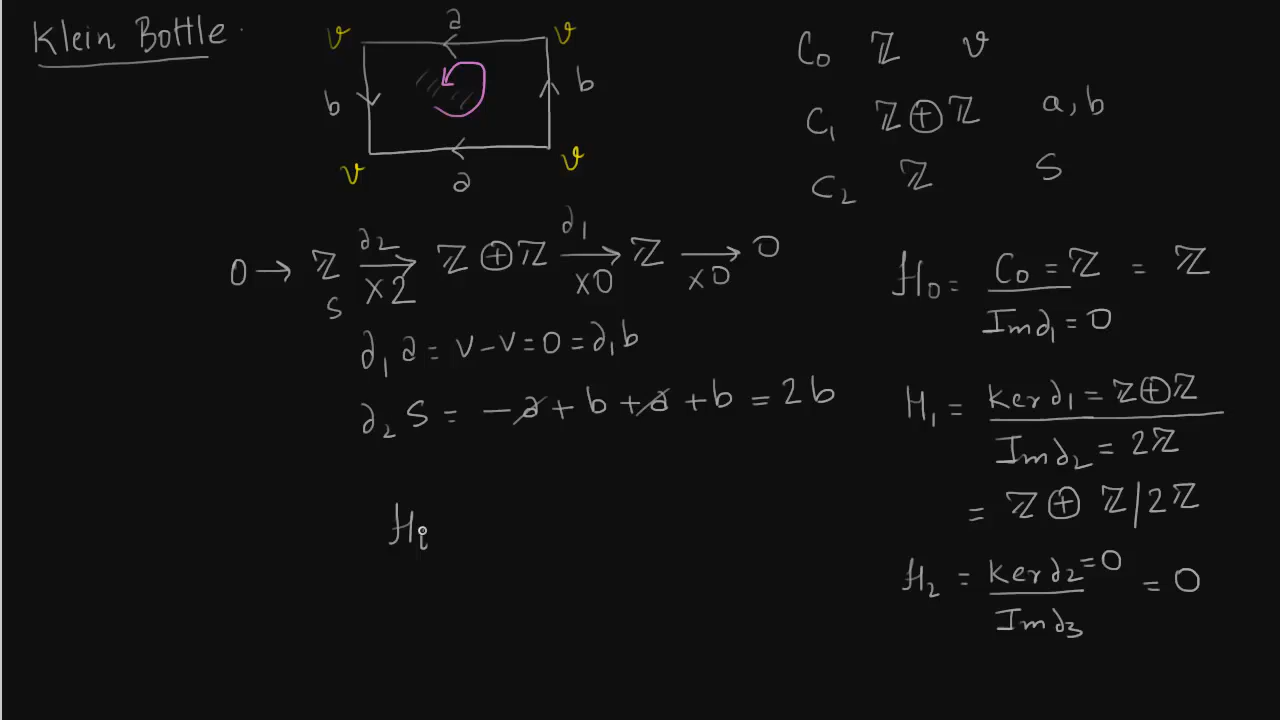 Klein Bottle.
v a v
b b
v a v
C₀ ℤ v
C₁ ℤ⊕ℤ a,b
C₂ ℤ S
0 → ℤ —∂₂→ ℤ⊕ℤ —∂₁→ ℤ → 0
S ×2 ×0 ×0
∂₁a = v-v=0=∂₁b
∂₂S = -a+b+a+b = 2b
H₀ = C₀=ℤ / Im∂₁=0 = ℤ
H₁ = ker∂₁=ℤ⊕ℤ / Im∂₂=2ℤ
= ℤ⊕ℤ/2ℤ
H₂ = ker∂₂=0 / Im∂₃ = 0
Hi